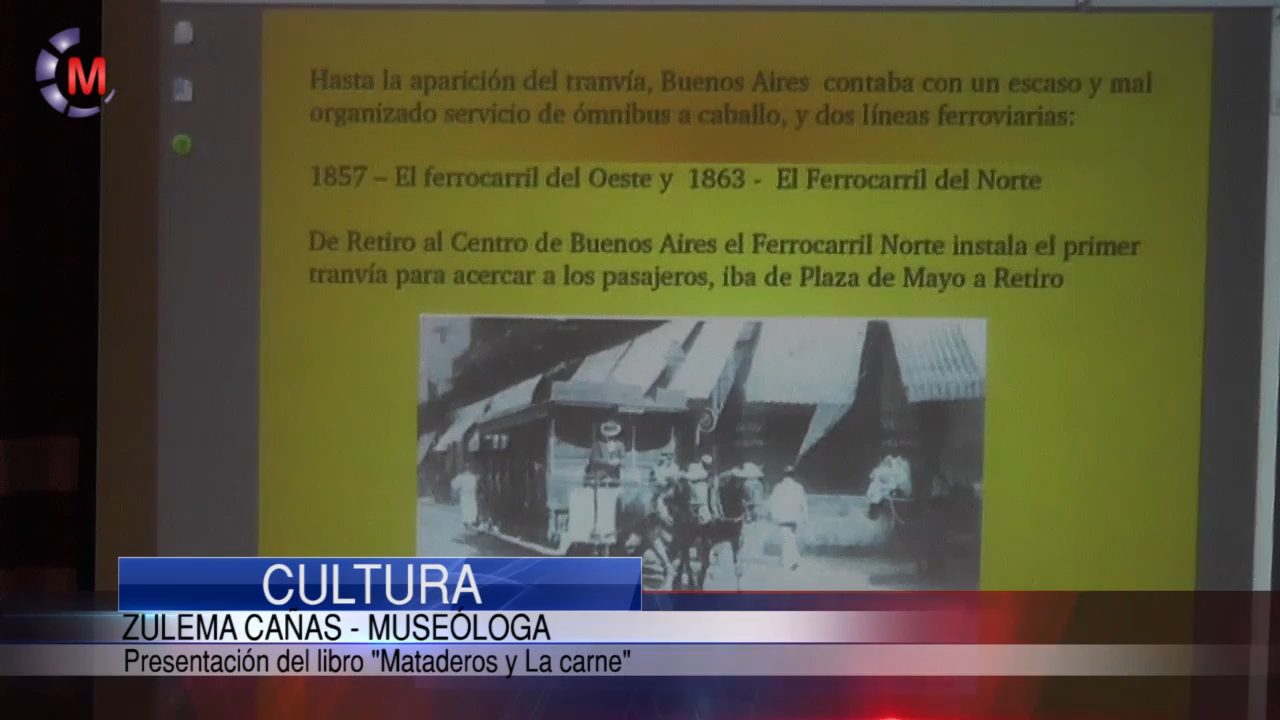 M
Hasta la aparición del tranvía, Buenos Aires contaba con un escaso y mal
organizado servicio de ómnibus a caballo, y dos líneas ferroviarias:
1857 – El ferrocarril del Oeste y 1863 - El Ferrocarril del Norte
De Retiro al Centro de Buenos Aires el Ferrocarril Norte instala el primer
tranvía para acercar a los pasajeros, iba de Plaza de Mayo a Retiro
CULTURA
ZULEMA CAÑAS - MUSEÓLOGA
Presentación del libro "Mataderos y La carne"